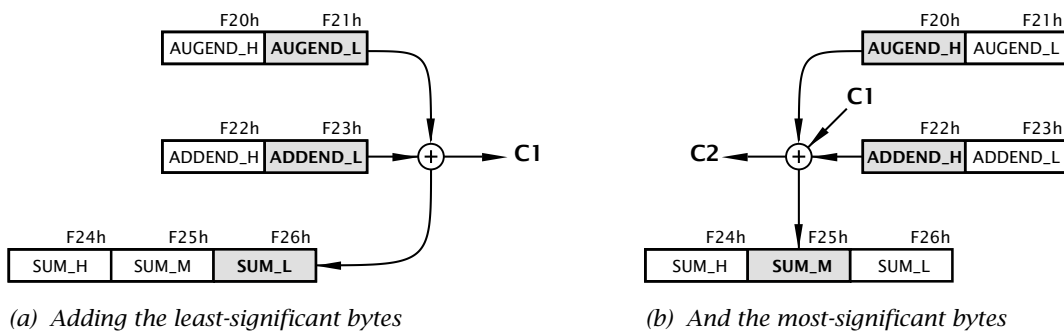 F20h F21h
AUGEND_H AUGEND_L
F22h F23h
ADDEND_H ADDEND_L
+ C1
F24h F25h F26h
SUM_H SUM_M SUM_L
(a) Adding the least-significant bytes
F20h F21h
AUGEND_H AUGEND_L
C1
F22h F23h
C2 + ADDEND_H ADDEND_L
F24h F25h F26h
SUM_H SUM_M SUM_L
(b) And the most-significant bytes